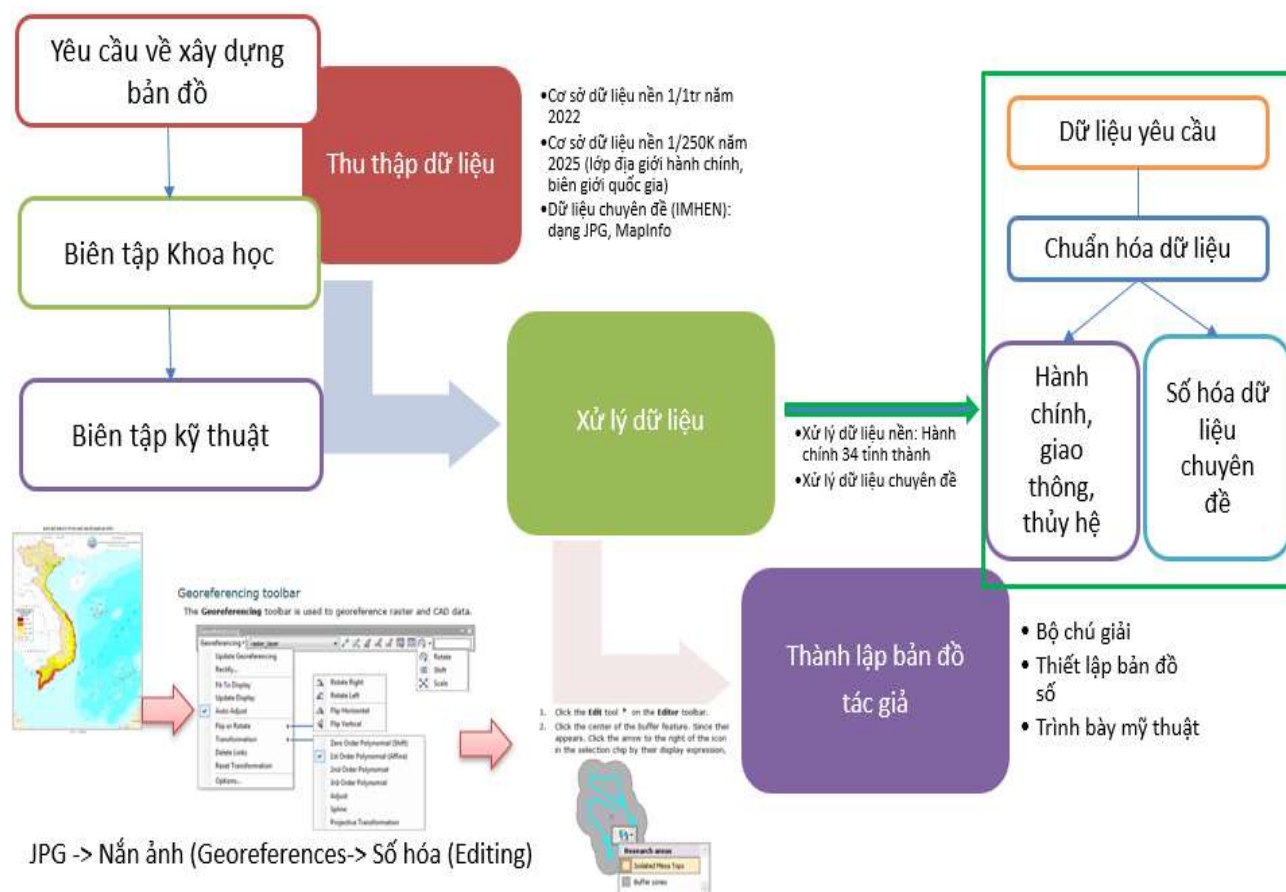 Yêu cầu về xây dựng
bản đồ
Biên tập Khoa học
Biên tập kỹ thuật
Thu thập dữ liệu
•Cơ sở dữ liệu nền 1/1tr năm
2022
•Cơ sở dữ liệu nền 1/250K năm
2025 (lớp địa giới hành chính,
biên giới quốc gia)
•Dữ liệu chuyên đề (IMHEN):
dạng JPG, MapInfo
Xử lý dữ liệu
•Xử lý dữ liệu nền: Hành
chính 34 tỉnh thành
•Xử lý dữ liệu chuyên đề
Dữ liệu yêu cầu
Chuẩn hóa dữ liệu
Hành
chính,
giao
thông,
thủy hệ
Số hóa dữ
liệu
chuyên
đề
Thành lập bản đồ
tác giả
• Bộ chú giải
• Thiết lập bản đồ
số
• Trình bày mỹ thuật
Georeferencing toolbar
The Georeferencing toolbar is used to georeference raster and CAD data.
Georeferencing
Georeferencing raster_layer
Update Georeferencing
Rectify...
Fit To Display
Update Display
Auto Adjust
Flip or Rotate
Transformation
Delete Links
Reset Transformation
Options...
Rotate Right
Rotate Left
Flip Horizontal
Flip Vertical
Rotate
Shift
Scale
Zero Order Polynomial (Shift)
1st Order Polynomial (Affine)
2nd Order Polynomial
3rd Order Polynomial
Adjust
Spline
Projective Transformation
1. Click the Edit tool on the Editor toolbar.
2. Click the center of the buffer feature. Since ther
appears. Click the arrow to the right of the icon
in the selection chip by their display expression,
Research areas
Isolated Mesa Tops
Buffer zones
JPG -> Nắn ảnh (Georeferences-> Số hóa (Editing)